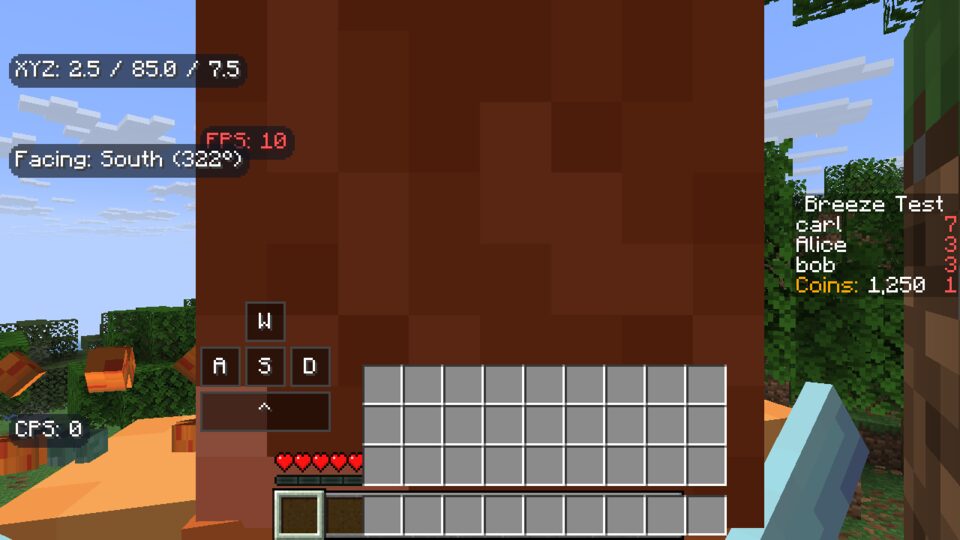 XYZ: 2.5 / 85.0 / 7.5
FPS: 10
Facing: South (322º)
Breeze Test
carl 7
Alice 3
bob 3
Coins: 1,250 1
W
A S D
^
CPS: 0